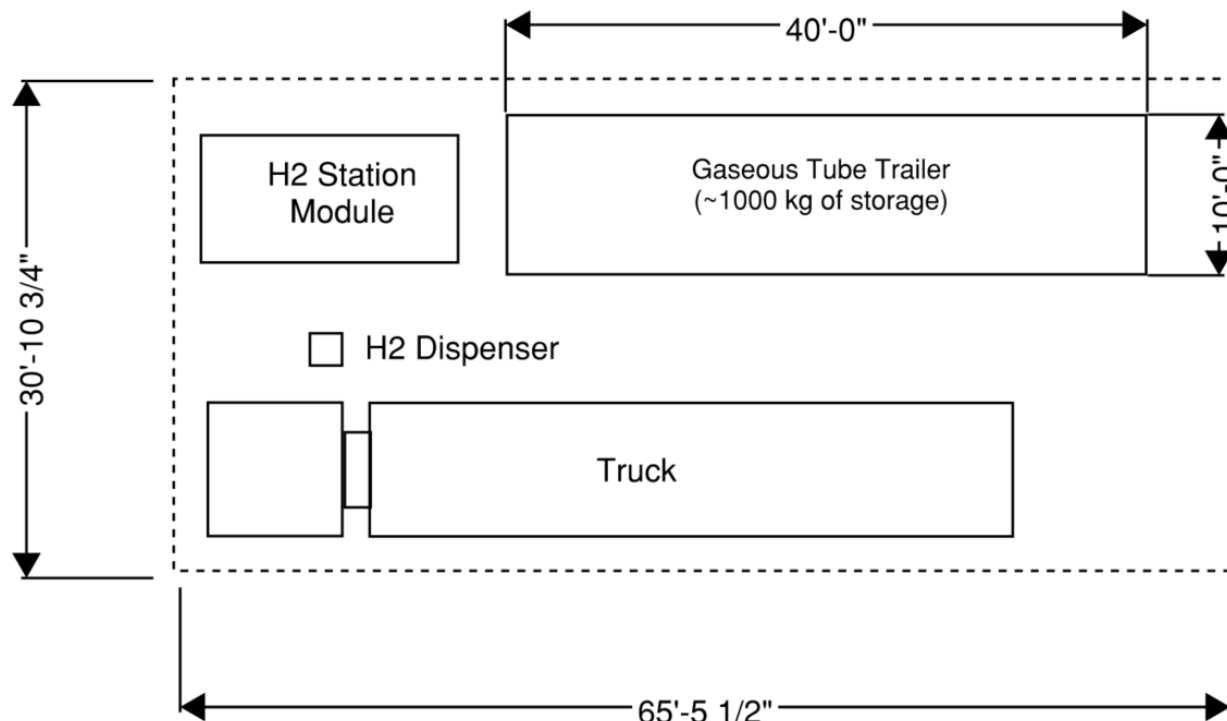 40'-0"
H2 Station
Module
Gaseous Tube Trailer
(~1000 kg of storage)
10'-0"
30'-10 3/4"
H2 Dispenser
Truck
65'-5 1/2"